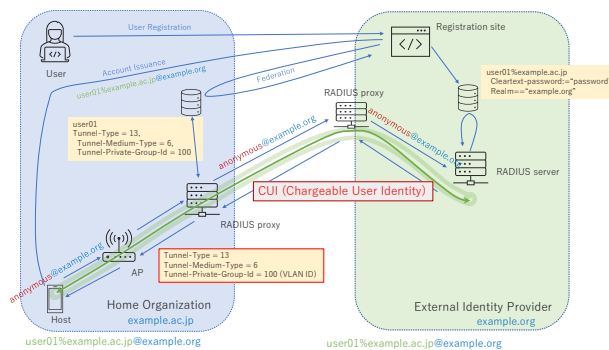 User Registration
Registration site
User
Account Issuance
user01%example.ac.jp@example.org
Federation
user01%example.ac.jp
Cleartext-password:="password
Realm=="example.org"
RADIUS proxy
user01
Tunnel-Type = 13,
Tunnel-Medium-Type = 6,
Tunnel-Private-Group-Id = 100
anonymous@example.org
anonymous@example.org
RADIUS server
CUI (Chargeable User Identity)
RADIUS proxy
anonymous@example.org
AP
Tunnel-Type = 13
Tunnel-Medium-Type = 6
Tunnel-Private-Group-Id = 100 (VLAN ID)
Host
Home Organization
example.ac.jp
External Identity Provider
example.org
user01%example.ac.jp@example.org
user01%example.ac.jp@example.org